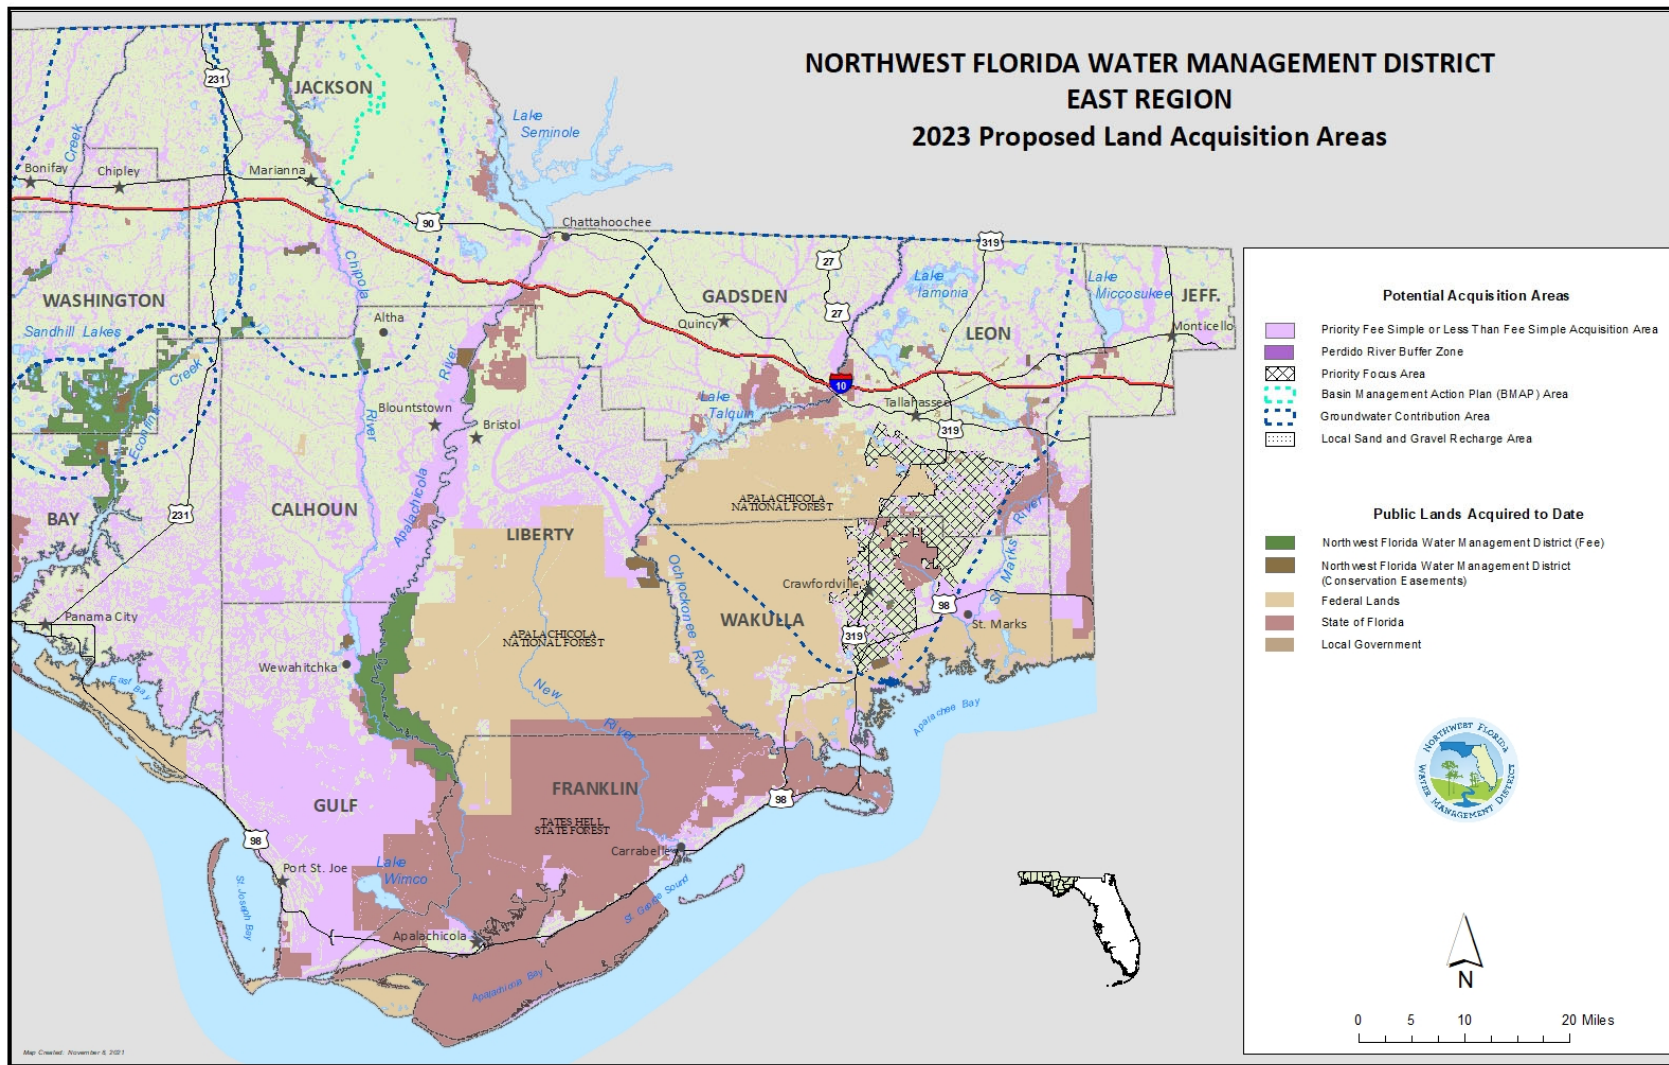 NORTHWEST FLORIDA WATER MANAGEMENT DISTRICT
EAST REGION
2023 Proposed Land Acquisition Areas
231
JACKSON
Lake
Seminole
Creek
Bonifay
Chipley
Marianna
90
Chattahoochee
319
27
Chipola
Lake
Iamonia
Lake
Miccosukee
WASHINGTON
GADSDEN
JEFF.
27
Altha
Quincy
LEON
Monticello
Sandhill Lakes
Creek
River
10
Econfina
Blountstown
Lake
Talquin
Tallahassee
River
Bristol
319
Apalachicola
231
CALHOUN
APALACHICOLA
NATIONAL FOREST
BAY
LIBERTY
River
Ochlockonee
St. Marks
Crawfordville
98
Panama City
WAKULLA
St. Marks
APALACHICOLA
NATIONAL FOREST
319
Wewahitchka
River
East Bay
New
River
Apalachee Bay
FRANKLIN
GULF
98
TATES HELL
STATE FOREST
98
Carrabelle
Port St. Joe
Lake
Wimco
St. Joseph Bay
St. George Sound
Apalachicola
Apalachicola Bay
Map Created: November 8, 2021
Potential Acquisition Areas
Priority Fee Simple or Less Than Fee Simple Acquisition Area
Perdido River Buffer Zone
Priority Focus Area
Basin Management Action Plan (BMAP) Area
Groundwater Contribution Area
Local Sand and Gravel Recharge Area
Public Lands Acquired to Date
Northwest Florida Water Management District (Fee)
Northwest Florida Water Management District
(Conservation Easements)
Federal Lands
State of Florida
Local Government
NORTHWEST FLORIDA
WATER MANAGEMENT DISTRICT
N
0 5 10 20 Miles